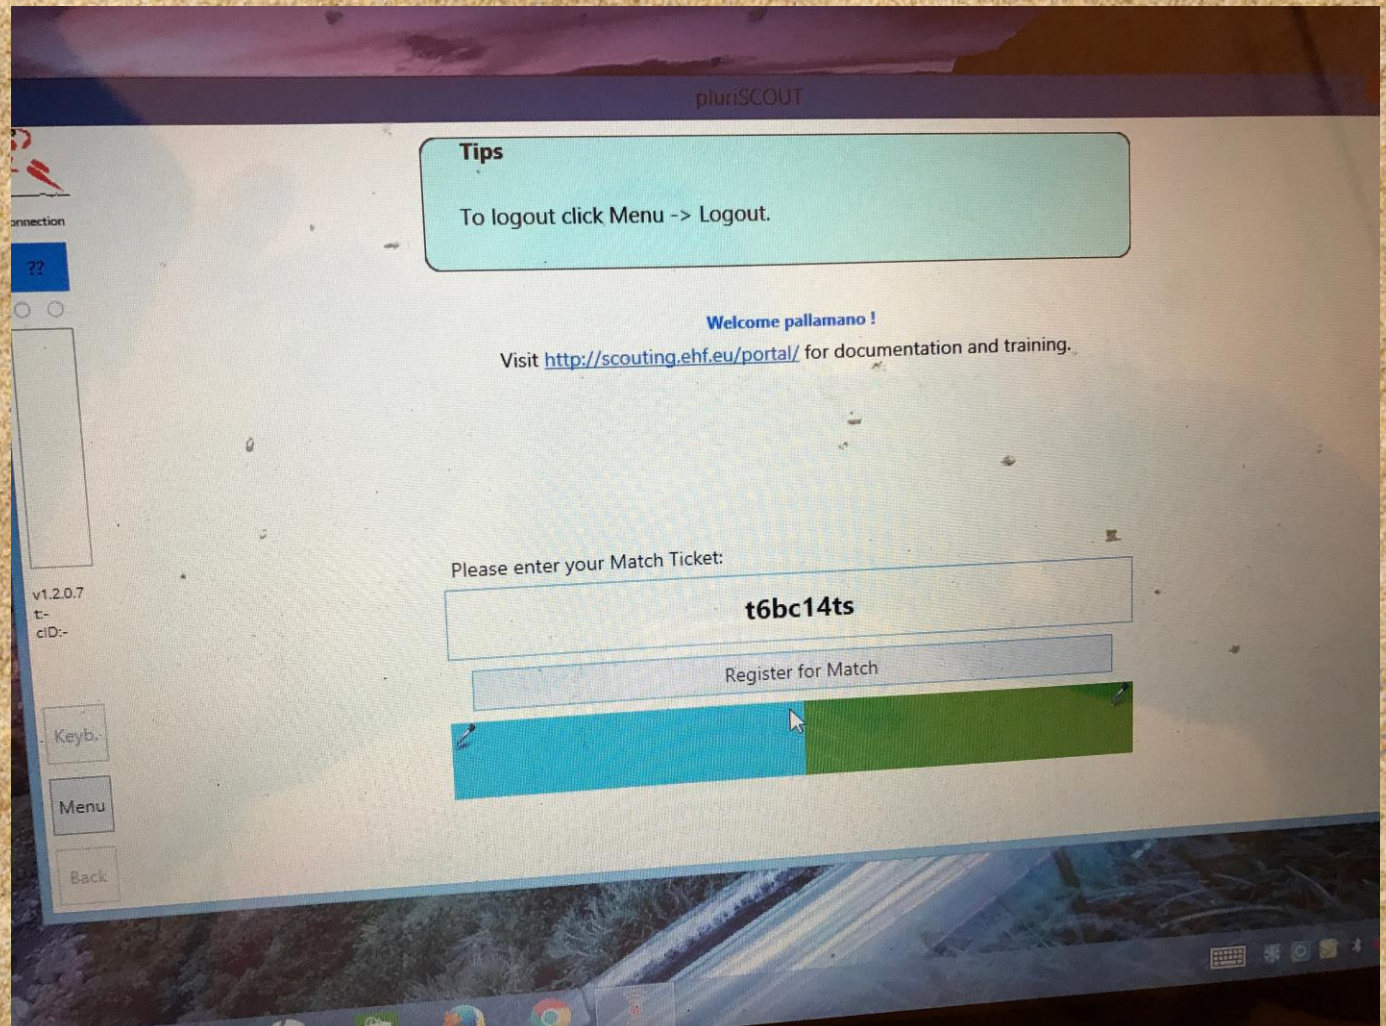 pluriSCOUT
Tips
To logout click Menu -> Logout.
onnection
??
Welcome pallamano !
Visit http://scouting.ehf.eu/portal/ for documentation and training.
Please enter your Match Ticket:
t6bc14ts
Register for Match
v1.2.0.7
t:-
cID:-
Keyb.
Menu
Back